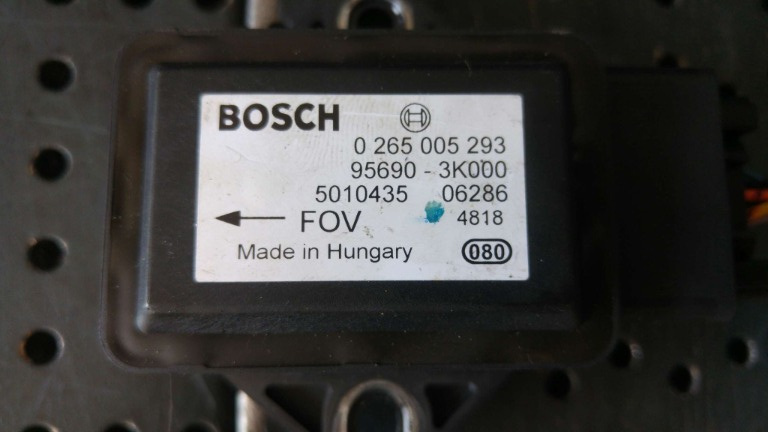 BOSCH
0 265 005 293
95690 - 3K000
5010435 06286
FOV 4818
Made in Hungary 080